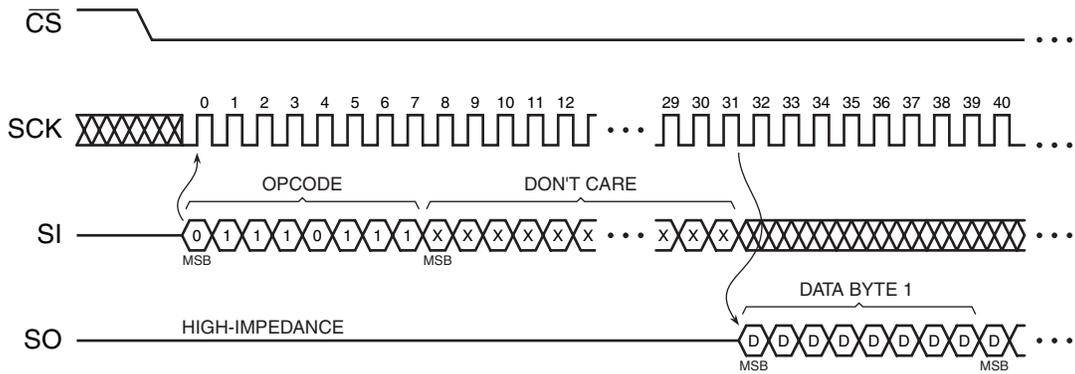 CS
0 1 2 3 4 5 6 7 8 9 10 11 12 29 30 31 32 33 34 35 36 37 38 39 40
SCK
OPCODE DON'T CARE
SI 0 1 1 1 0 1 1 1 X X X X X X X X X
MSB MSB
DATA BYTE 1
HIGH-IMPEDANCE
SO D D D D D D D D D
MSB MSB